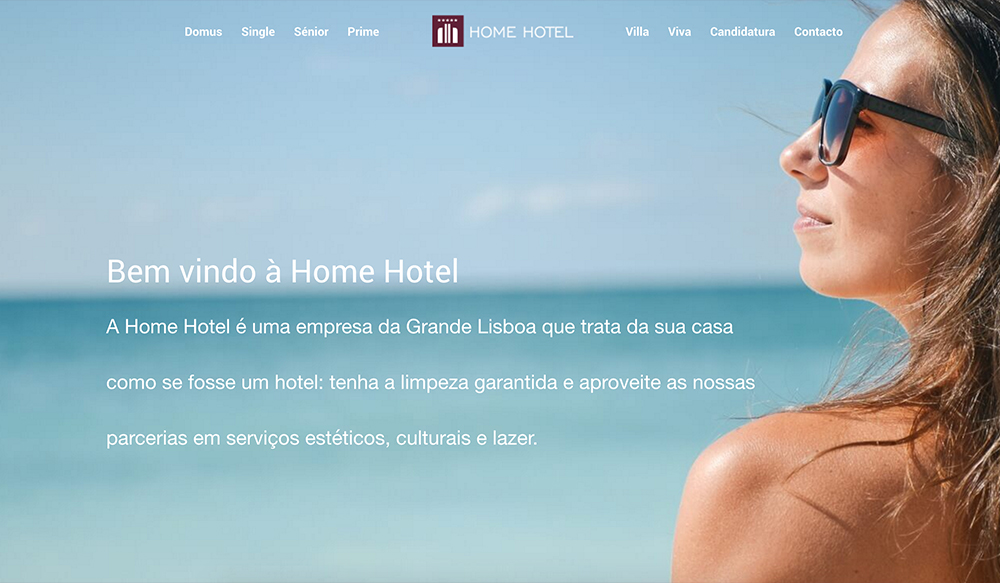 Domus Single Sénior Prime HOME HOTEL Villa Viva Candidatura Contacto
Bem vindo à Home Hotel
A Home Hotel é uma empresa da Grande Lisboa que trata da sua casa
como se fosse um hotel: tenha a limpeza garantida e aproveite as nossas
parcerias em serviços estéticos, culturais e lazer.